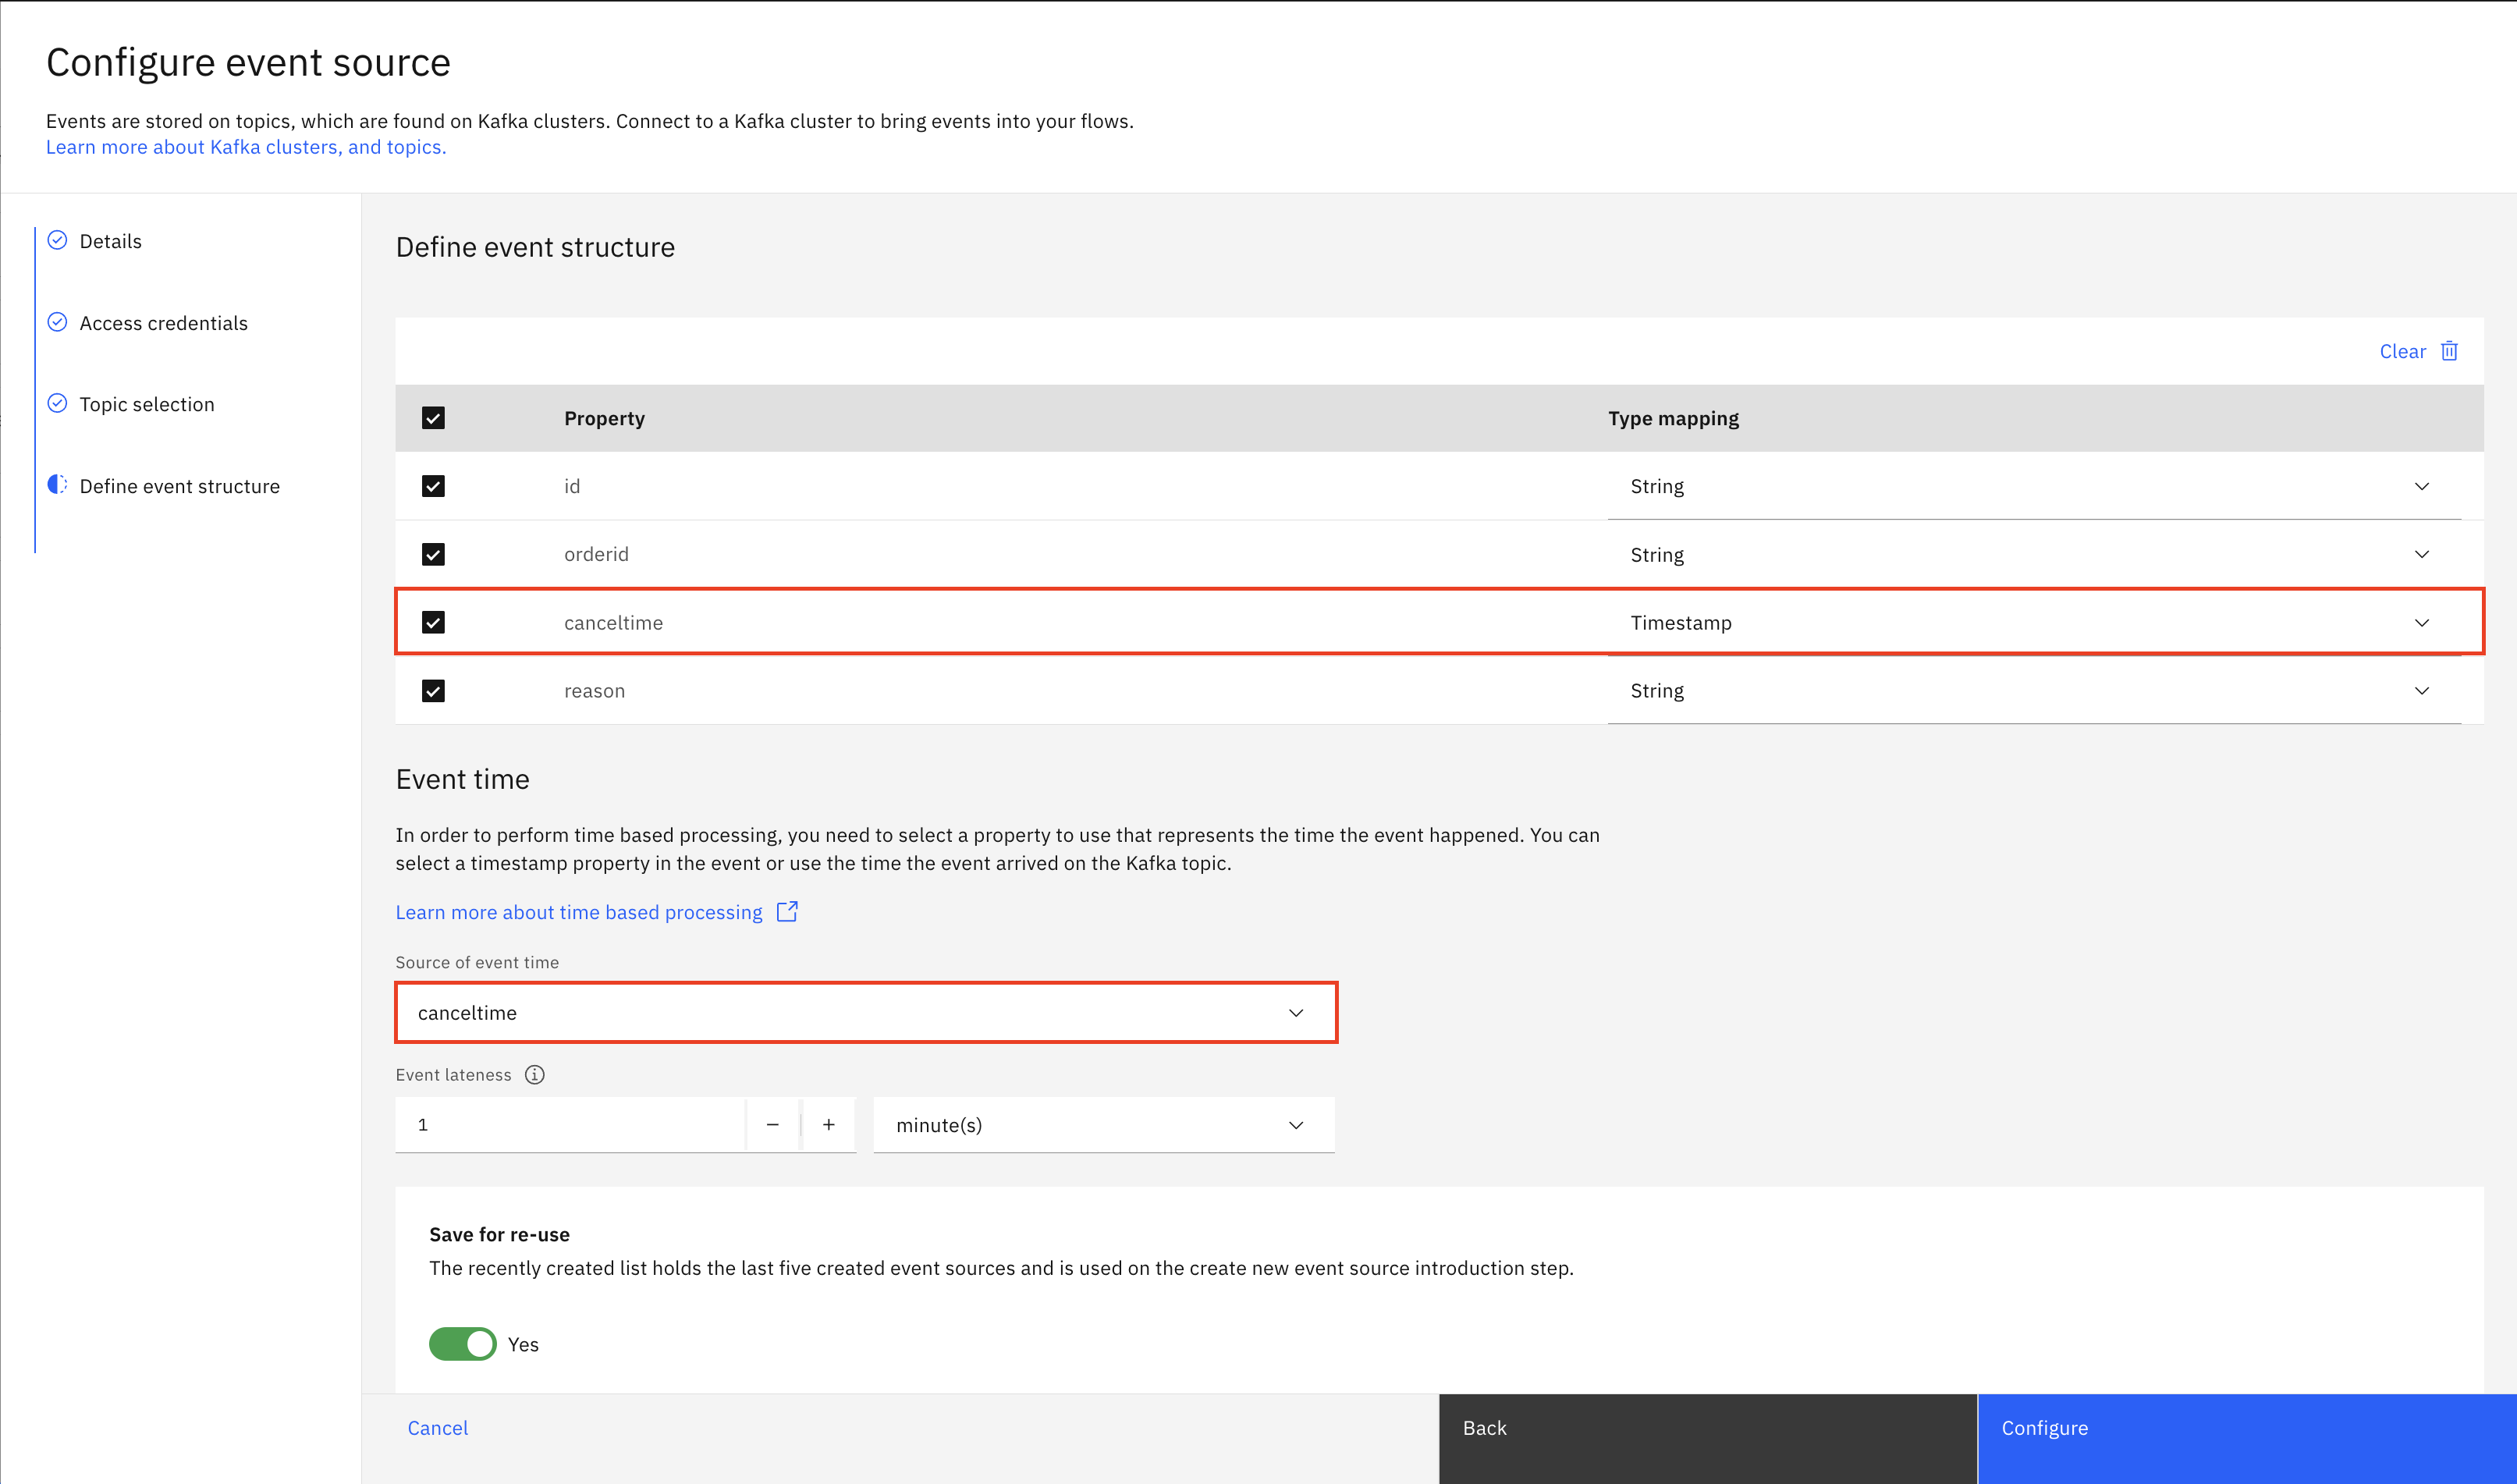 Configure event source
Events are stored on topics, which are found on Kafka clusters. Connect to a Kafka cluster to bring events into your flows.
Learn more about Kafka clusters, and topics.
Details
Access credentials
Topic selection
Define event structure
Define event structure
Clear
Property Type mapping
id String
orderid String
canceltime Timestamp
reason String
Event time
In order to perform time based processing, you need to select a property to use that represents the time the event happened. You can
select a timestamp property in the event or use the time the event arrived on the Kafka topic.
Learn more about time based processing
Source of event time
canceltime
Event lateness
1 minute(s)
Save for re-use
The recently created list holds the last five created event sources and is used on the create new event source introduction step.
Yes
Cancel Back Configure